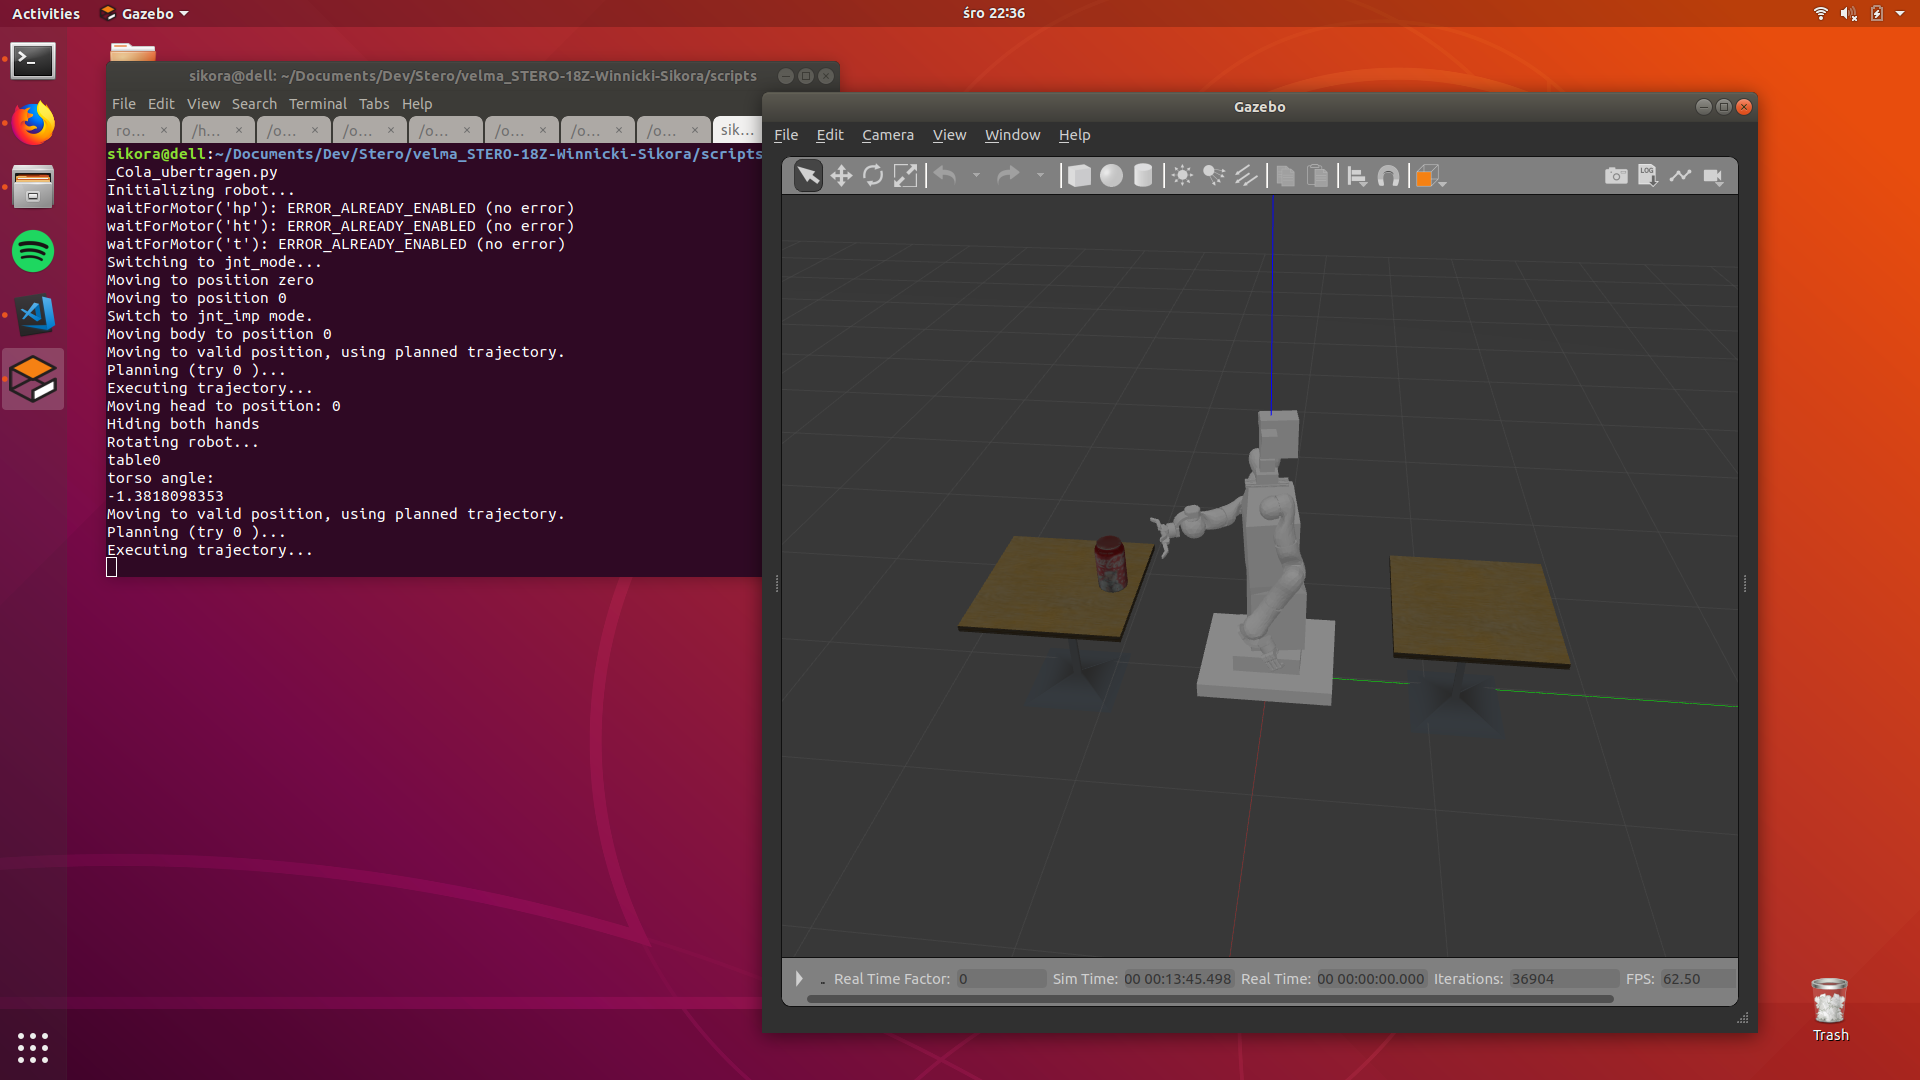 Activities
Gazebo
śro 22:36
sikora@dell: ~/Documents/Dev/Stero/velma_STERO-18Z-Winnicki-Sikora/scripts
File Edit View Search Terminal Tabs Help
ro... × /h... × /o... × /o... × /o... × /o... × /o... × /o... × sik...
sikora@dell:~/Documents/Dev/Stero/velma_STERO-18Z-Winnicki-Sikora/scripts
_Cola_ubertragen.py
Initializing robot...
waitForMotor('hp'): ERROR_ALREADY_ENABLED (no error)
waitForMotor('ht'): ERROR_ALREADY_ENABLED (no error)
waitForMotor('t'): ERROR_ALREADY_ENABLED (no error)
Switching to jnt_mode...
Moving to position zero
Moving to position 0
Switch to jnt_imp mode.
Moving body to position 0
Moving to valid position, using planned trajectory.
Planning (try 0 )...
Executing trajectory...
Moving head to position: 0
Hiding both hands
Rotating robot...
table0
torso angle:
-1.3818098353
Moving to valid position, using planned trajectory.
Planning (try 0 )...
Executing trajectory...
Gazebo
File Edit Camera View Window Help
LOG
Real Time Factor: 0 Sim Time: 00 00:13:45.498 Real Time: 00 00:00:00.000 Iterations: 36904 FPS: 62.50
Trash